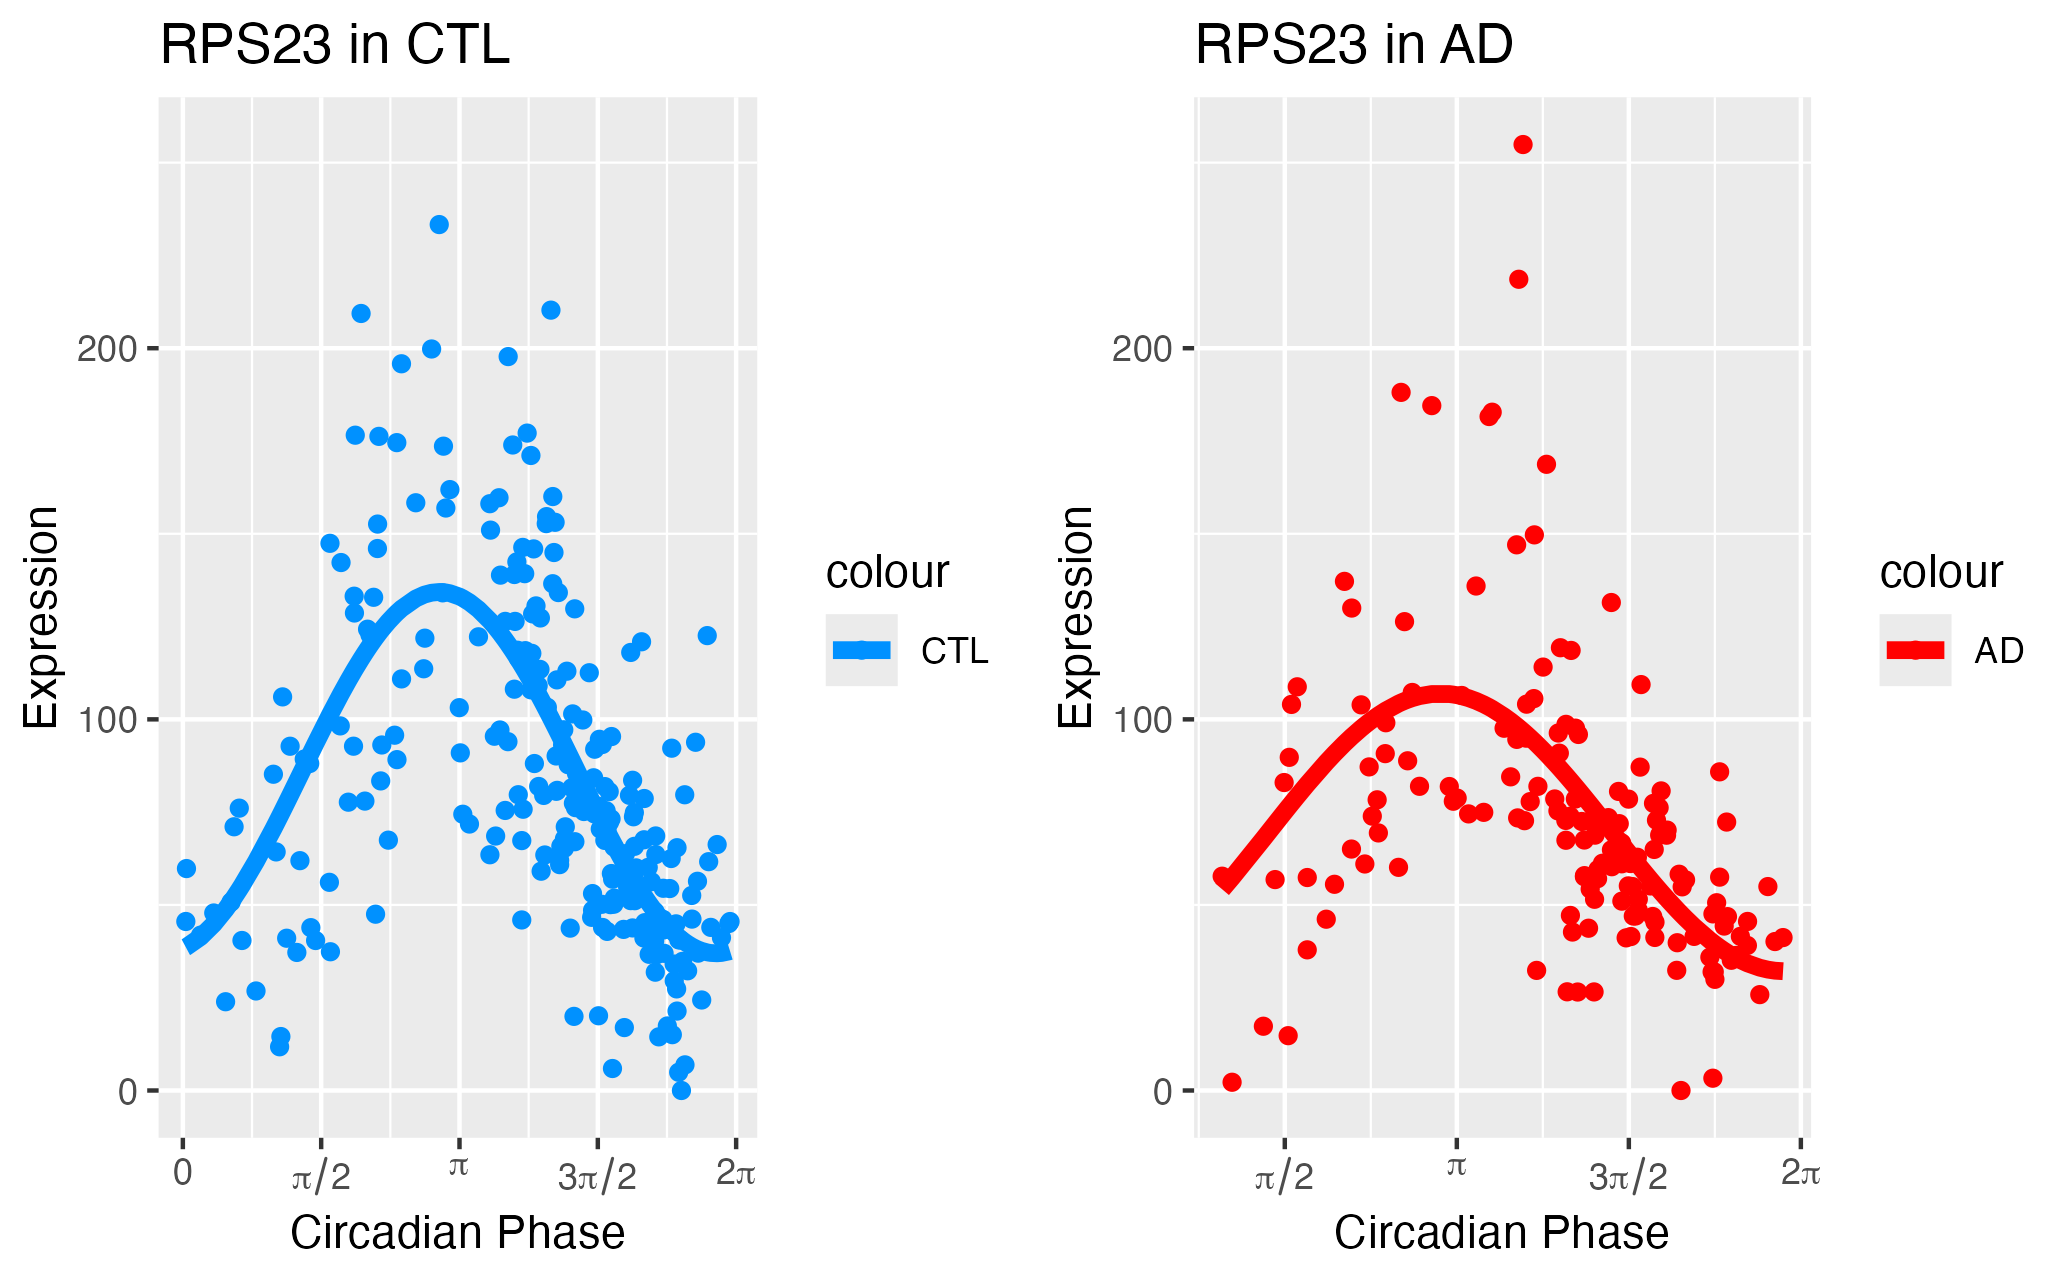 RPS23 in CTL
200
100
0
Expression
0 π/2 π 3π/2 2π
Circadian Phase
colour
CTL
RPS23 in AD
200
100
0
Expression
π/2 π 3π/2 2π
Circadian Phase
colour
AD